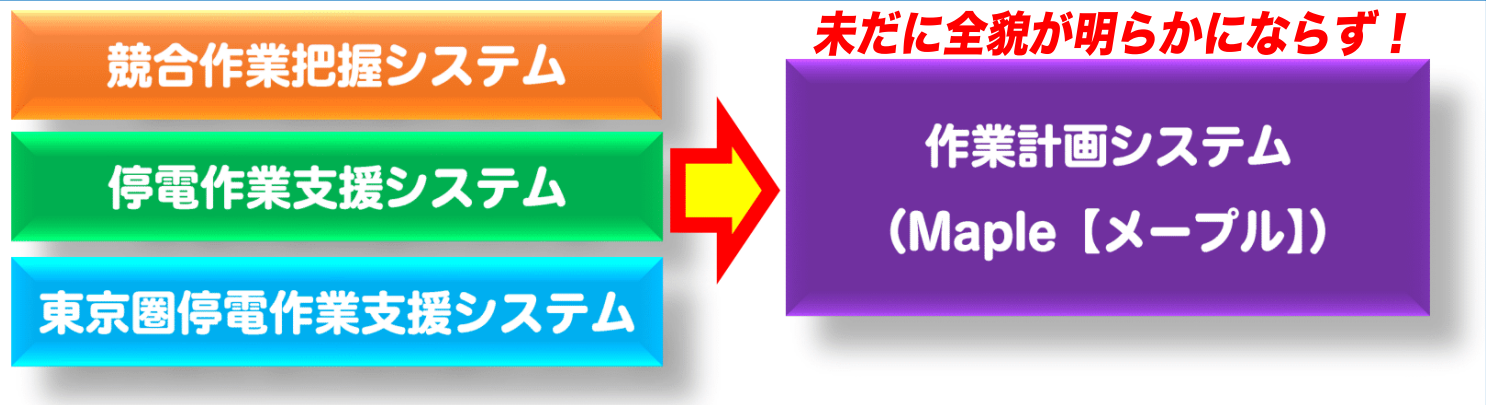 競合作業把握システム
停電作業支援システム
東京圏停電作業支援システム
未だに全貌が明らかにならず！
作業計画システム
（Maple【メープル】）